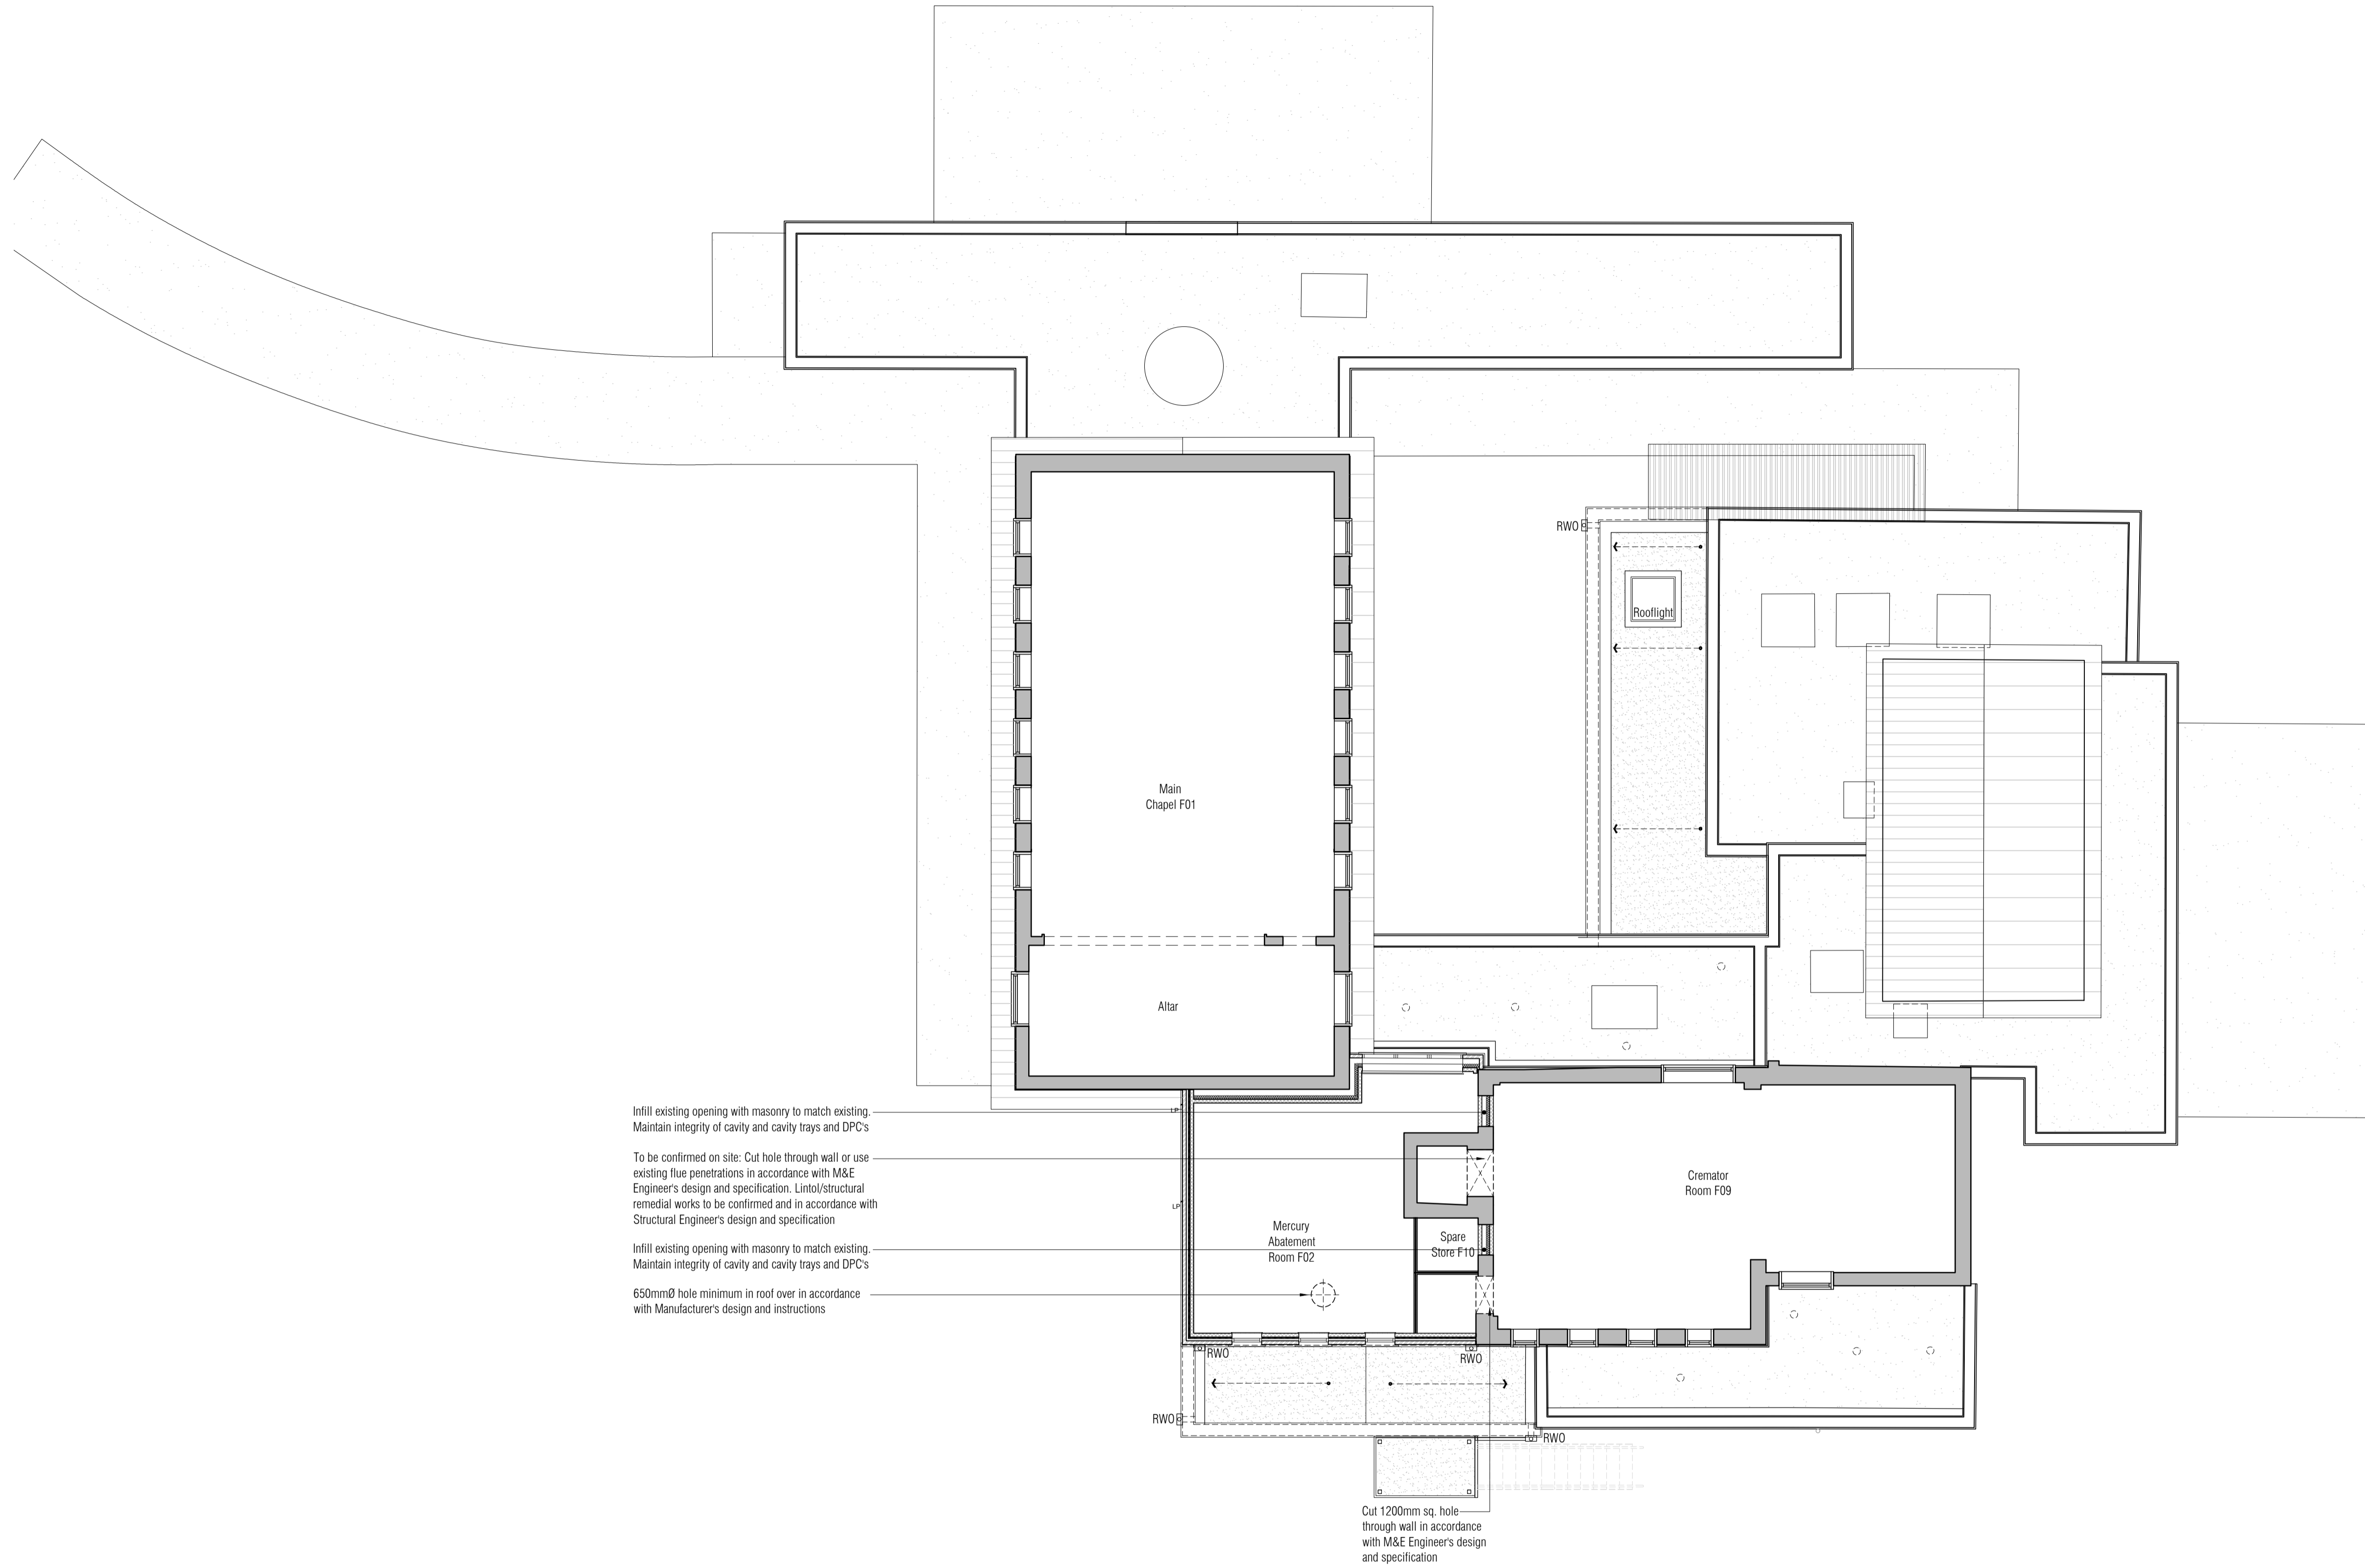 RWO
Rooflight
Main
Chapel F01
Altar
Infill existing opening with masonry to match existing.
Maintain integrity of cavity and cavity trays and DPC's
LP
To be confirmed on site: Cut hole through wall or use
existing flue penetrations in accordance with M&E
Engineer's design and specification. Lintol/structural
remedial works to be confirmed and in accordance with
Structural Engineer's design and specification
LP
Cremator
Room F09
Mercury
Abatement
Room F02
Spare
Store F10
Infill existing opening with masonry to match existing.
Maintain integrity of cavity and cavity trays and DPC's
650mmØ hole minimum in roof over in accordance
with Manufacturer's design and instructions
RWO
RWO
RWO
RWO
Cut 1200mm sq. hole
through wall in accordance
with M&E Engineer's design
and specification